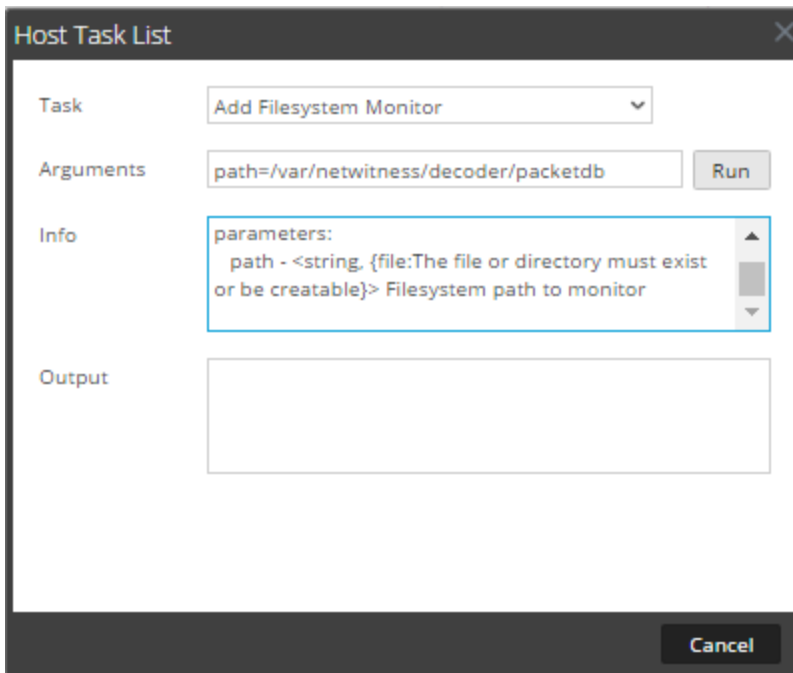 Host Task List
Task
Add Filesystem Monitor
Arguments
path=/var/netwitness/decoder/packetdb
Run
Info
parameters:
path - <string, {file:The file or directory must exist
or be creatable}> Filesystem path to monitor
Output
Cancel